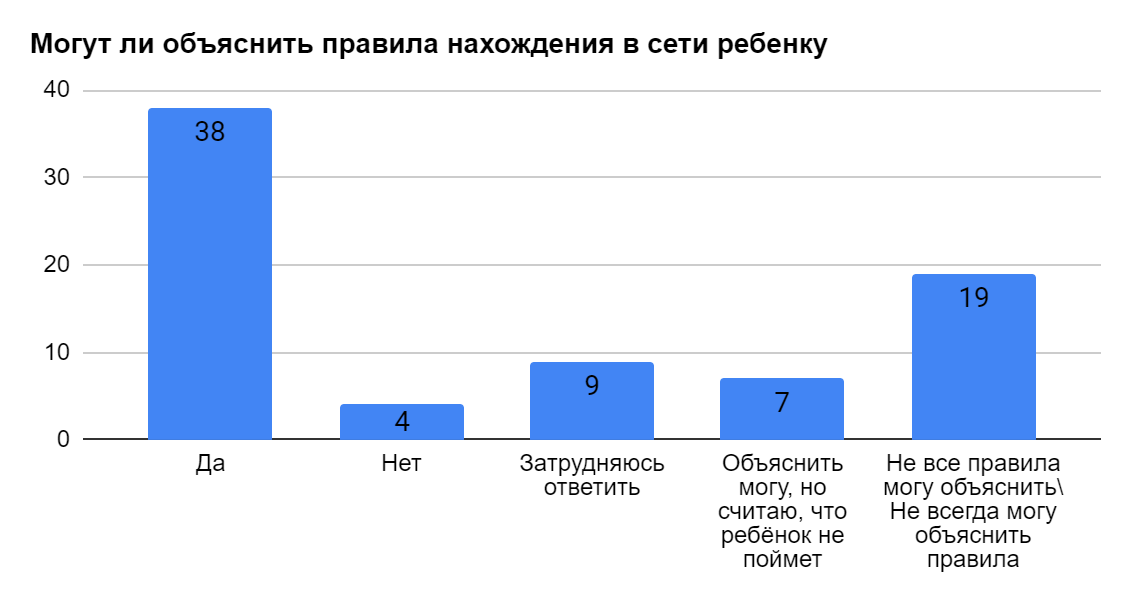 Могут ли объяснить правила нахождения в сети ребенку
40
30
20
10
0
38
4
9
7
19
Да
Нет
Затрудняюсь
ответить
Объяснить
могу, но
считаю, что
ребёнок не
поймет
Не все правила
могу объяснить\
Не всегда могу
объяснить
правила